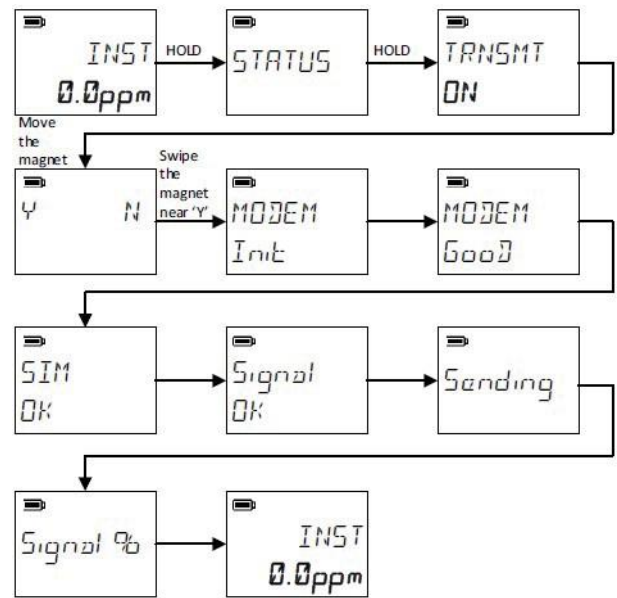 INST
0.0ppm
HOLD
STATUS
HOLD
TRNSMT
ON
Move
the
magnet
Y N
Swipe
the
magnet
near ‘Y’
MODEM
Init
MODEM
GooD
SIM
OK
Signal
OK
Sending
Signal %
INST
0.0ppm